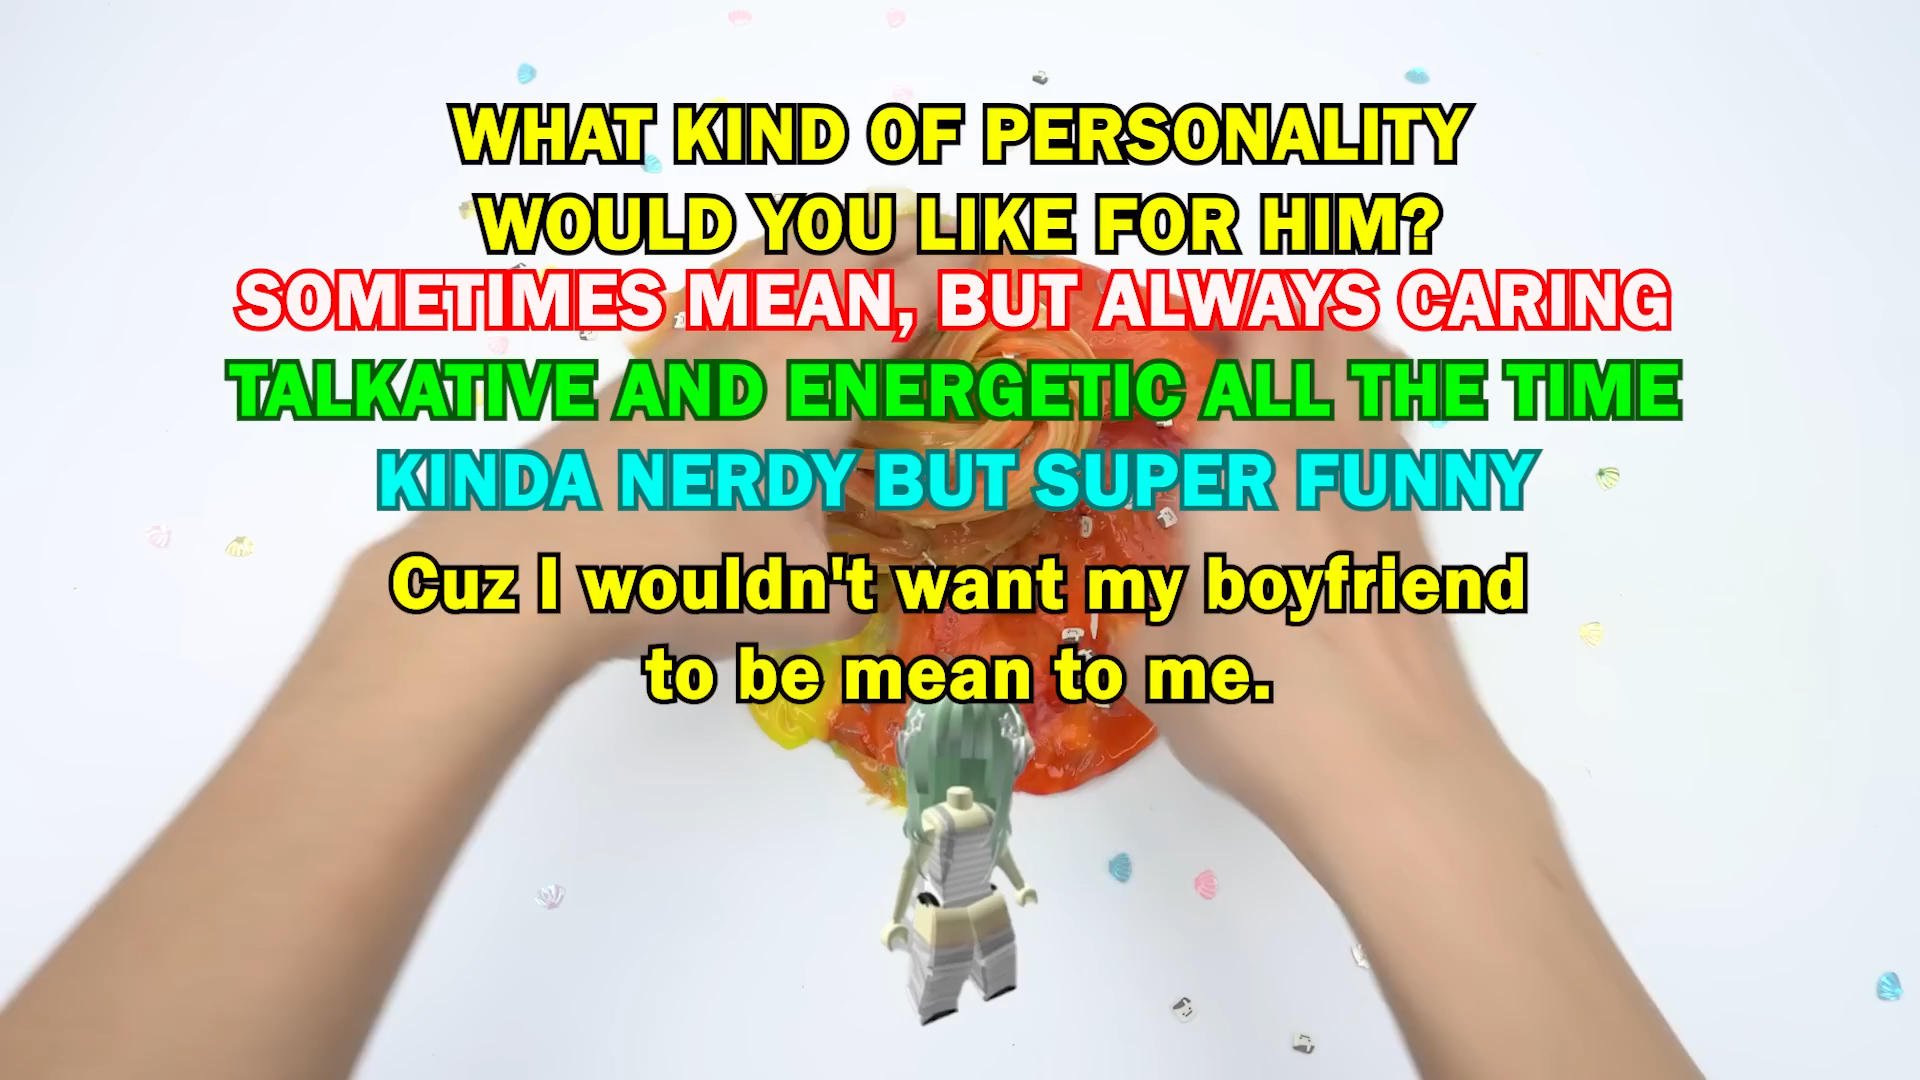 WHAT KIND OF PERSONALITY
WOULD YOU LIKE FOR HIM?
SOMETIMES MEAN, BUT ALWAYS CARING
TALKATIVE AND ENERGETIC ALL THE TIME
KINDA NERDY BUT SUPER FUNNY
Cuz I wouldn't want my boyfriend
to be mean to me.